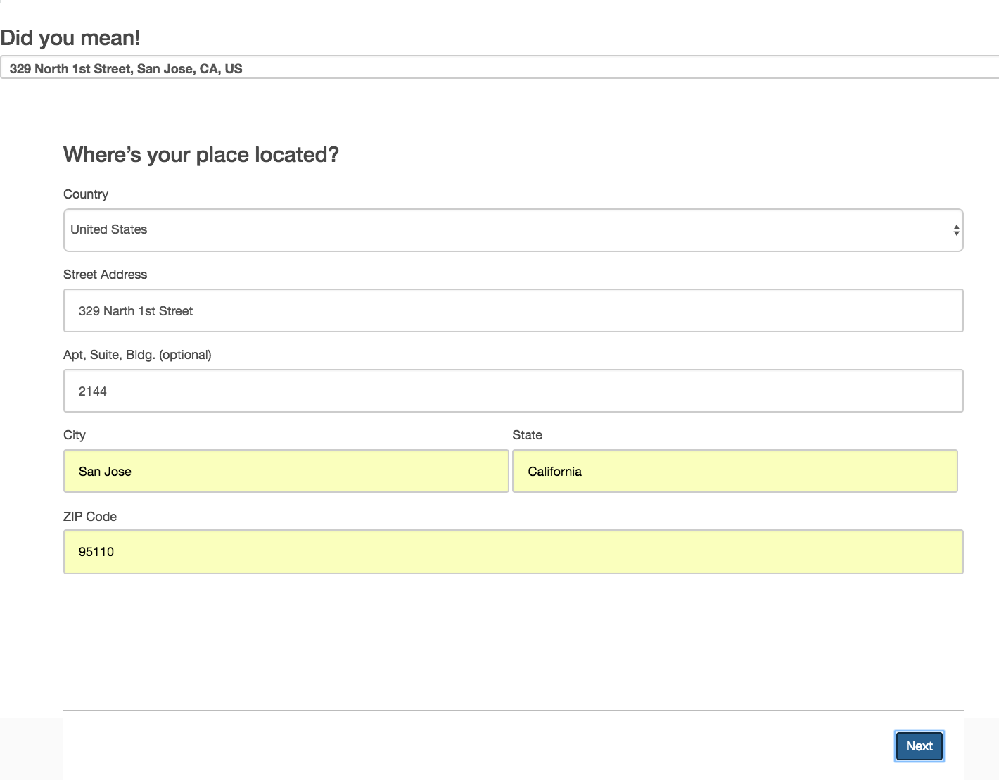 Did you mean!
329 North 1st Street, San Jose, CA, US
Where's your place located?
Country
United States
Street Address
329 Narth 1st Street
Apt, Suite, Bldg. (optional)
2144
City State
San Jose California
ZIP Code
95110
Next